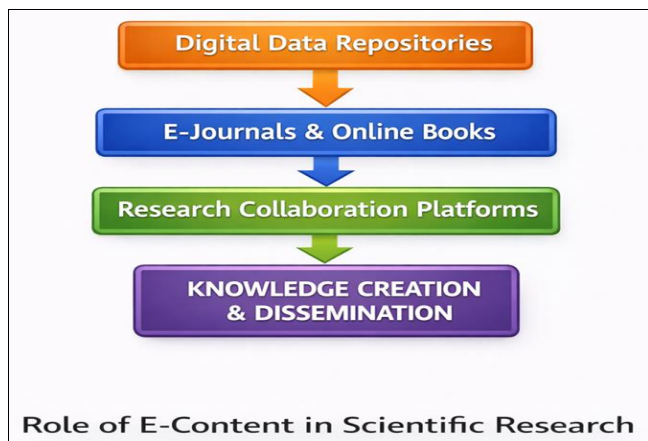 Digital Data Repositories
E-Journals & Online Books
Research Collaboration Platforms
KNOWLEDGE CREATION
& DISSEMINATION
Role of E-Content in Scientific Research